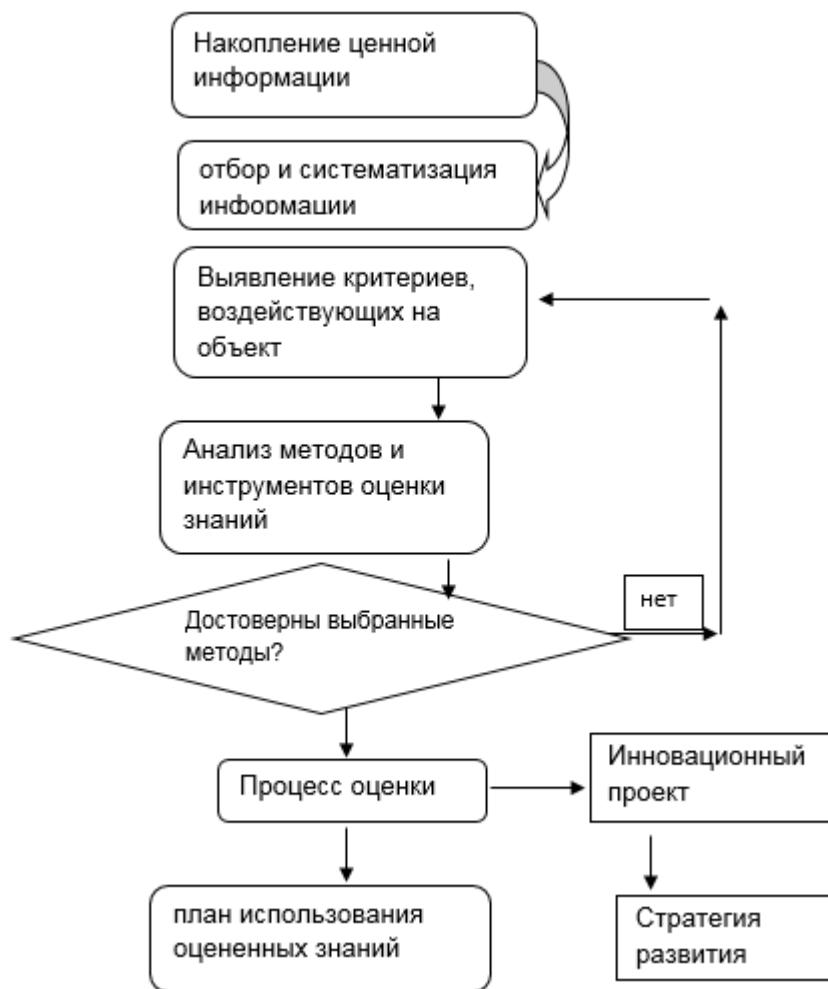 Накопление ценной
информации
отбор и систематизация
информации
Выявление критериев,
воздействующих на
объект
Анализ методов и
инструментов оценки
знаний
Достоверны выбранные
методы?
нет
Процесс оценки
Инновационный
проект
план использования
оцененных знаний
Стратегия
развития